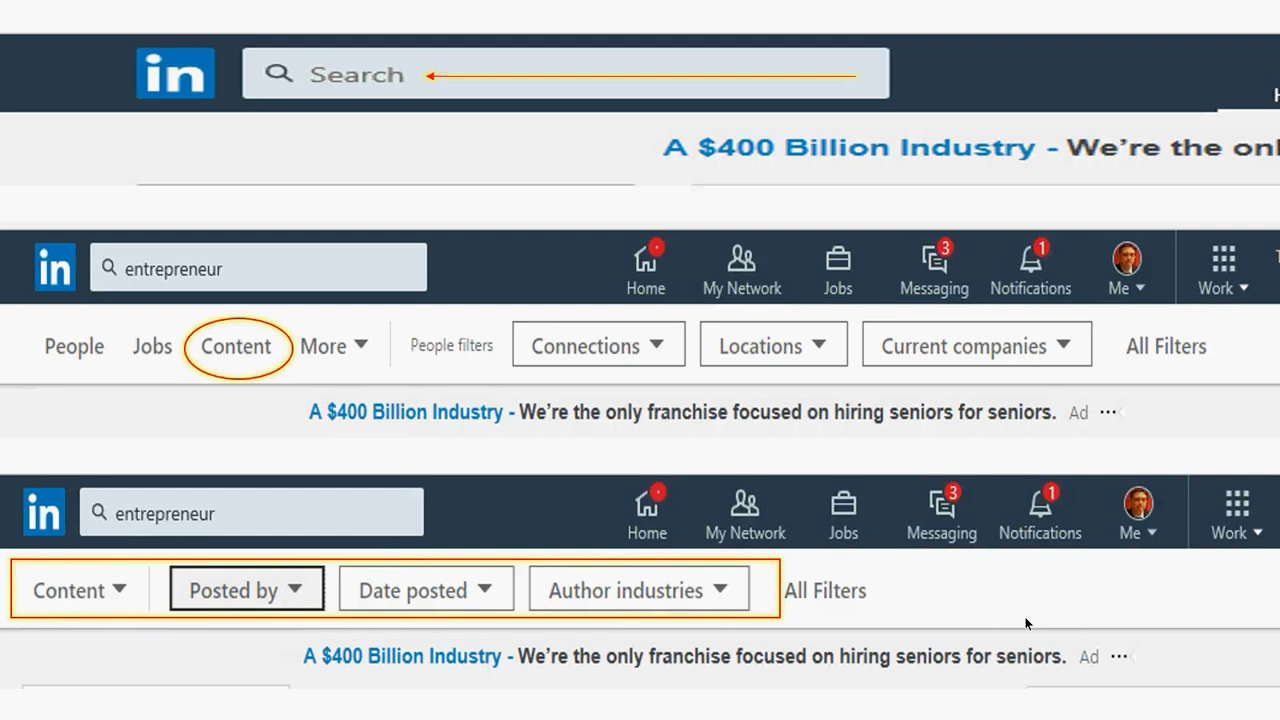 in Search
H
A $400 Billion Industry - We're the onl
in entrepreneur
3 1
Home My Network Jobs Messaging Notifications Me Work
People Jobs Content More People filters Connections Locations Current companies All Filters
A $400 Billion Industry - We're the only franchise focused on hiring seniors for seniors. Ad ...
in entrepreneur
3 1
Home My Network Jobs Messaging Notifications Me Work
Content Posted by Date posted Author industries All Filters
A $400 Billion Industry - We're the only franchise focused on hiring seniors for seniors. Ad ...